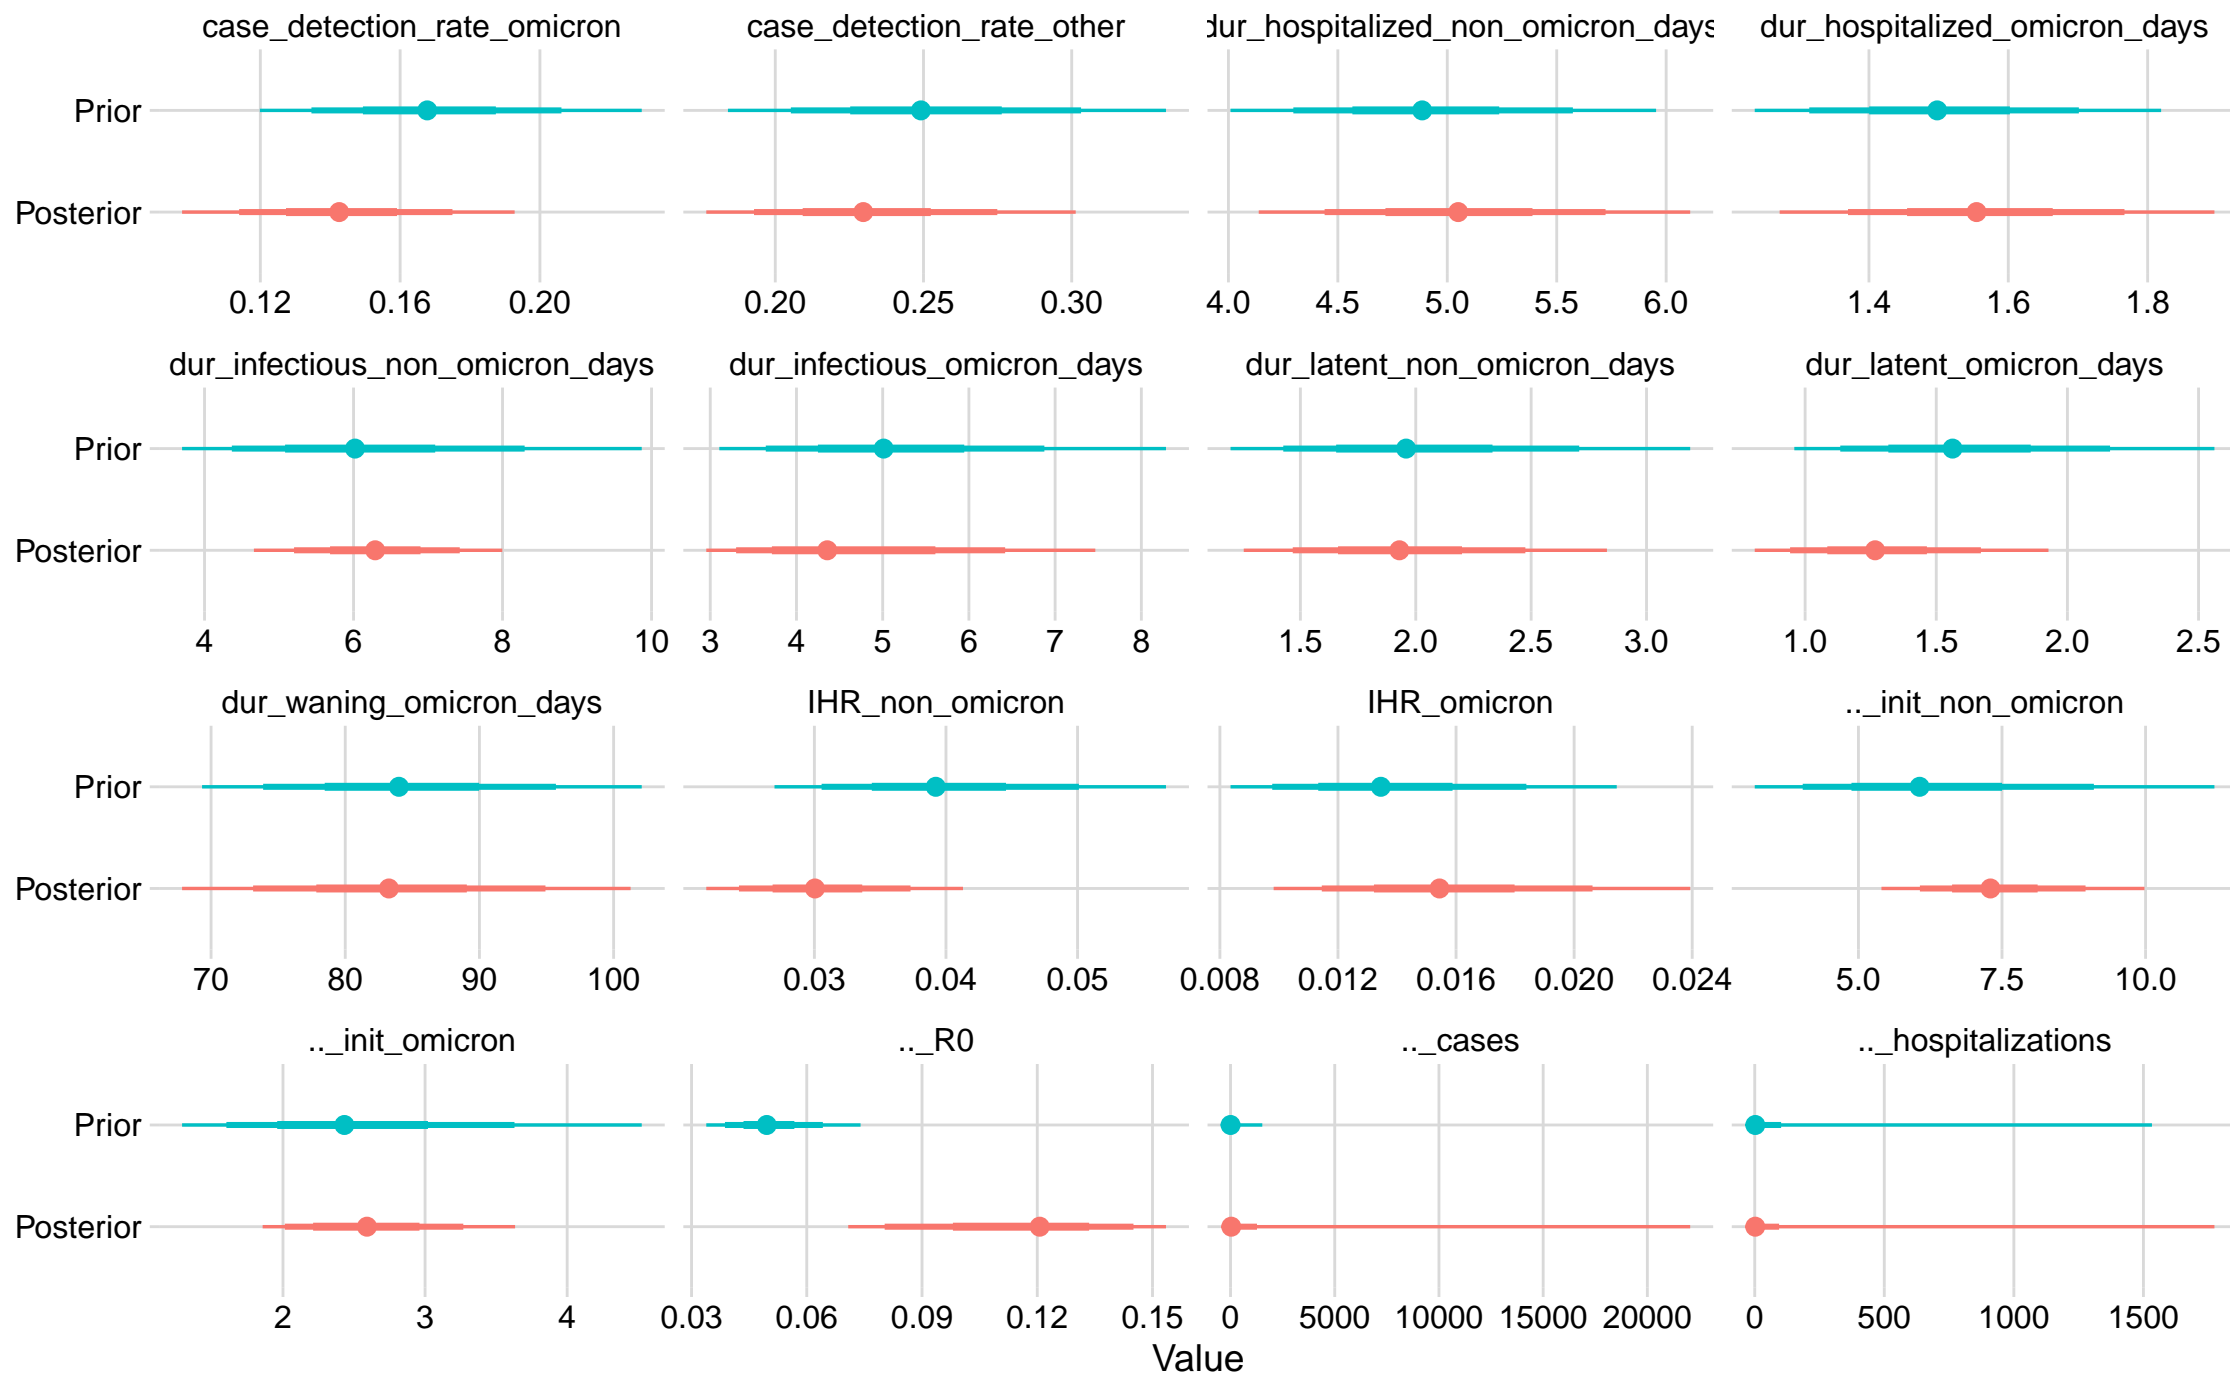 case_detection_rate_omicron case_detection_rate_other dur_hospitalized_non_omicron_days dur_hospitalized_omicron_days
Prior
Posterior
0.12 0.16 0.20 0.20 0.25 0.30 4.0 4.5 5.0 5.5 6.0 1.4 1.6 1.8
dur_infectious_non_omicron_days dur_infectious_omicron_days dur_latent_non_omicron_days dur_latent_omicron_days
Prior
Posterior
4 6 8 10 3 4 5 6 7 8 1.5 2.0 2.5 3.0 1.0 1.5 2.0 2.5
dur_waning_omicron_days IHR_non_omicron IHR_omicron .._init_non_omicron
Prior
Posterior
70 80 90 100 0.03 0.04 0.05 0.008 0.012 0.016 0.020 0.024 5.0 7.5 10.0
.._init_omicron .._R0 .._cases .._hospitalizations
Prior
Posterior
2 3 4 0.03 0.06 0.09 0.12 0.15 0 5000 10000 15000 20000 0 500 1000 1500
Value